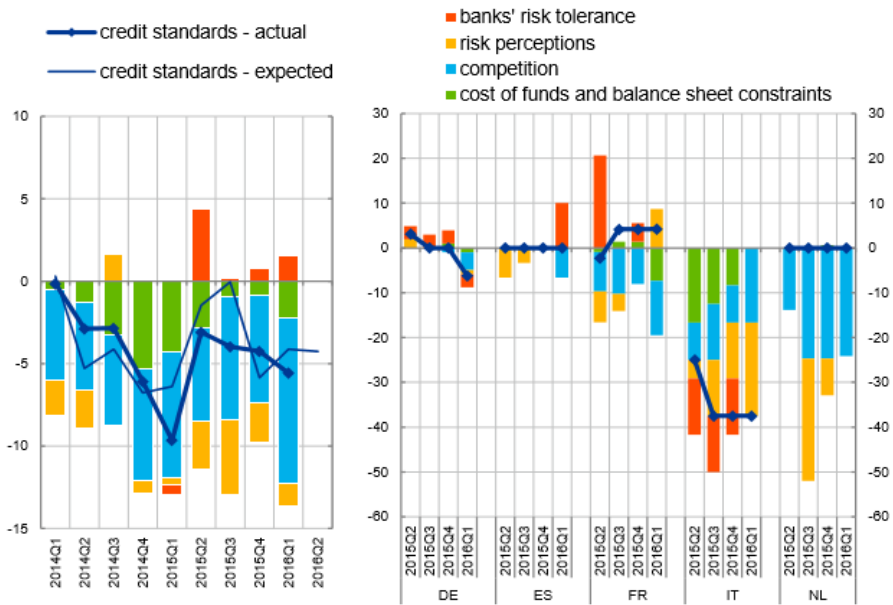 credit standards - actual
credit standards - expected
banks' risk tolerance
risk perceptions
competition
cost of funds and balance sheet constraints
10
5
0
-5
-10
-15
2014Q1
2014Q2
2014Q3
2014Q4
2015Q1
2015Q2
2015Q3
2015Q4
2016Q1
2016Q2
30
20
10
0
-10
-20
-30
-40
-50
-60
30
20
10
0
-10
-20
-30
-40
-50
-60
2015Q2
2015Q3
2015Q4
2016Q1
2015Q2
2015Q3
2015Q4
2016Q1
2015Q2
2015Q3
2015Q4
2016Q1
2015Q2
2015Q3
2015Q4
2016Q1
2015Q2
2015Q3
2015Q4
2016Q1
DE ES FR IT NL